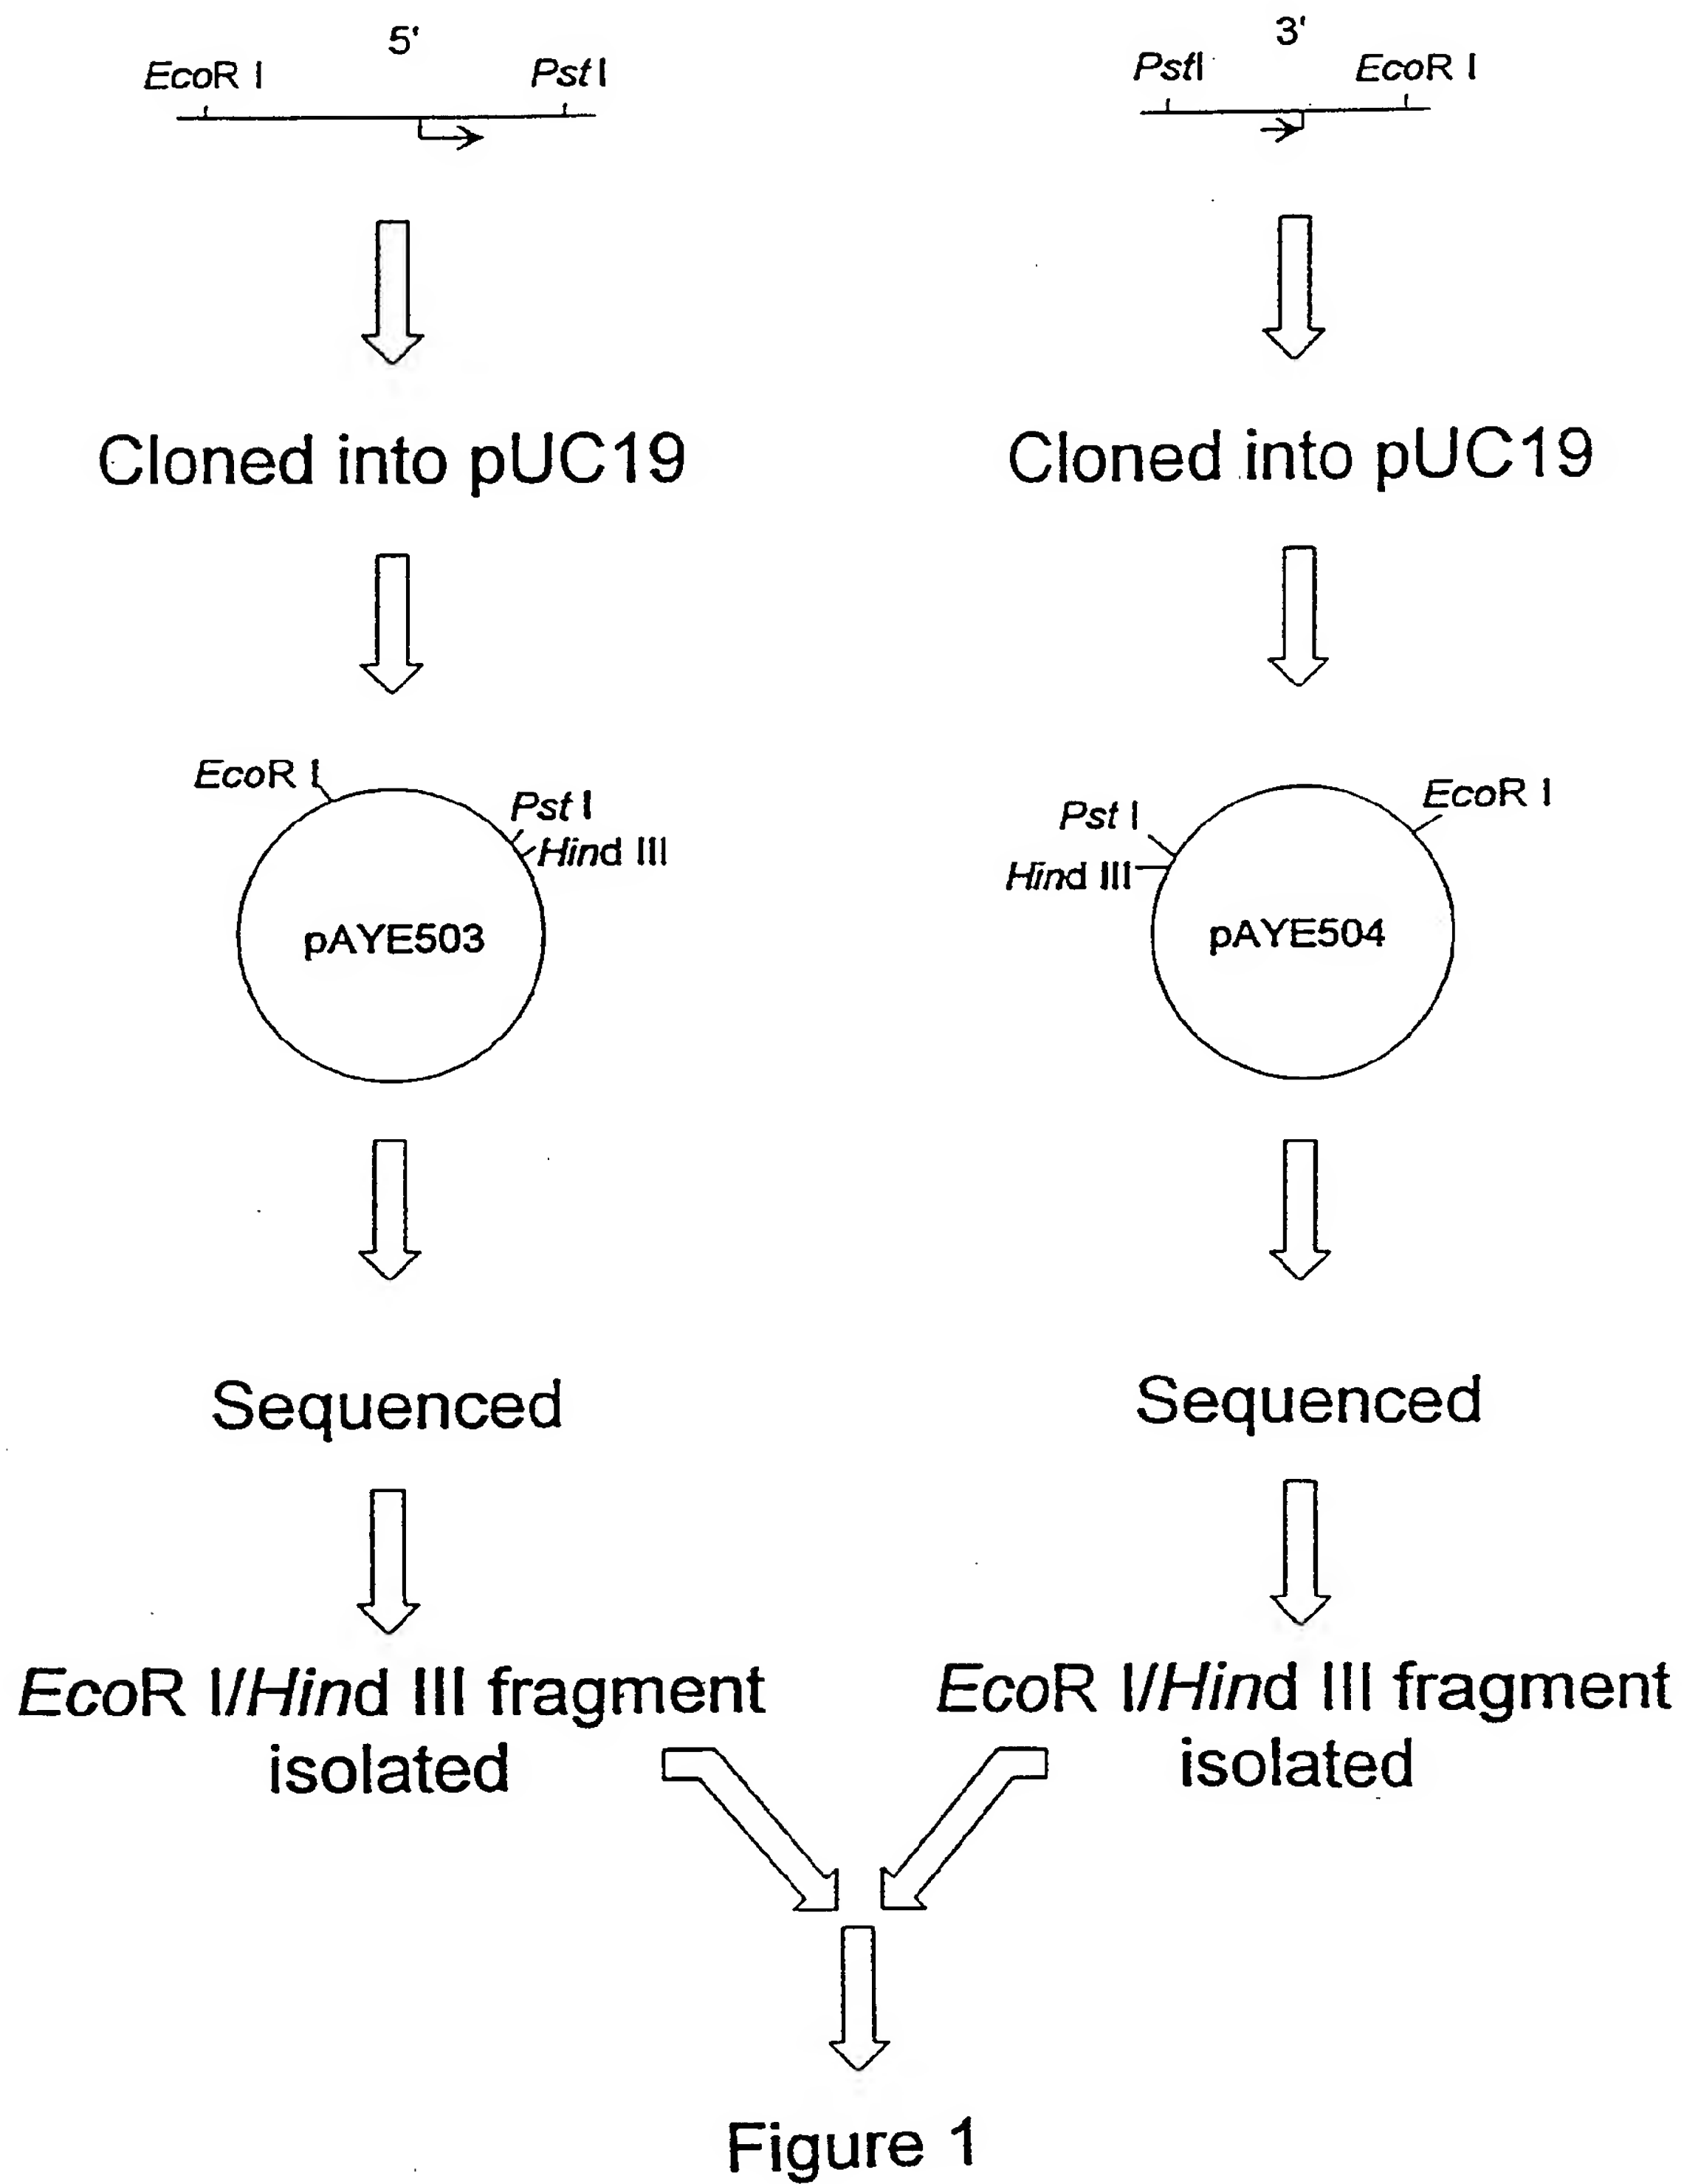 5'
EcoR I
Pst I
3'
PstI
EcoR I
Cloned into pUC19
Cloned into pUC19
EcoR I
Pst I
Hind III
pAYE503
Pst I
EcoR I
Hind III
pAYE504
Sequenced
Sequenced
EcoR I/Hind III fragment
isolated
EcoR I/Hind III fragment
isolated
Figure 1